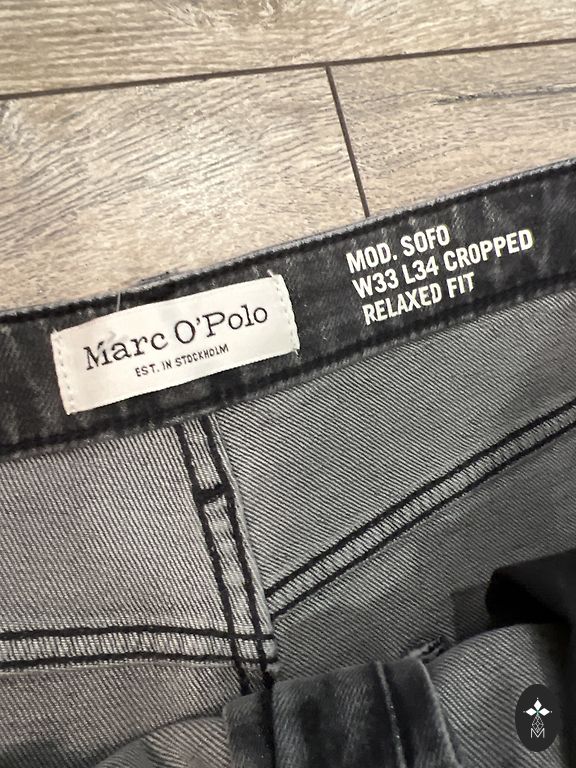 Marc O'Polo
EST. IN STOCKHOLM
MOD. SOFO
W33 L34 CROPPED
RELAXED FIT
M